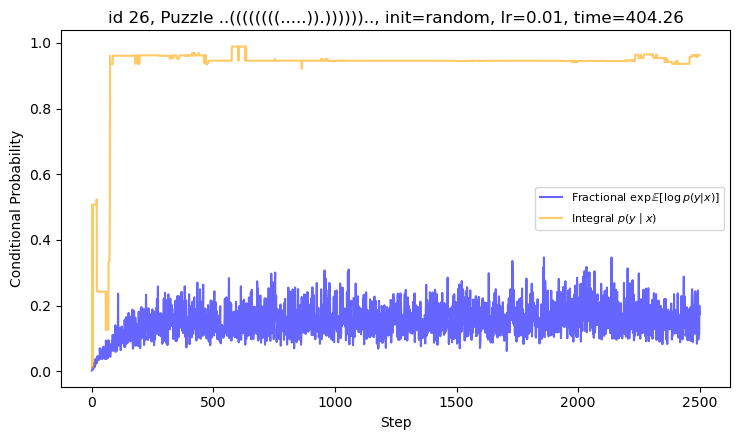 id 26, Puzzle ..((((((((.....)).)))))).., init=random, lr=0.01, time=404.26
1.0
0.8
0.6
0.4
0.2
0.0
Conditional Probability
Fractional exp𝔼[log p(y|x)]
Integral p(y | x)
0
500
1000
1500
2000
2500
Step